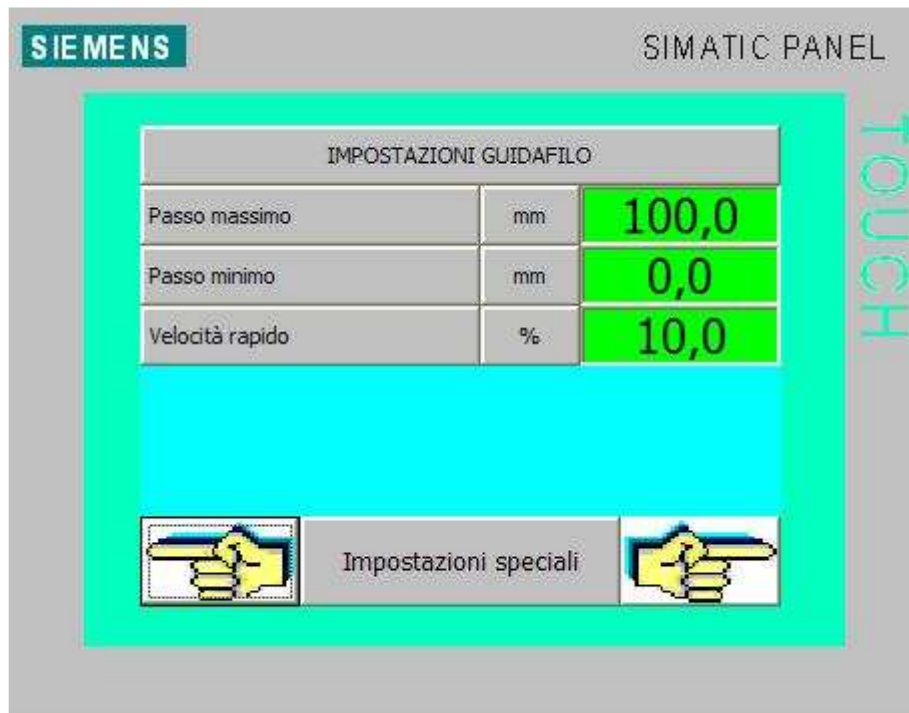 SIEMENS
SIMATIC PANEL
TOUCH
IMPOSTAZIONI GUIDAFILO
Passo massimo mm 100,0
Passo minimo mm 0,0
Velocità rapido % 10,0
Impostazioni speciali